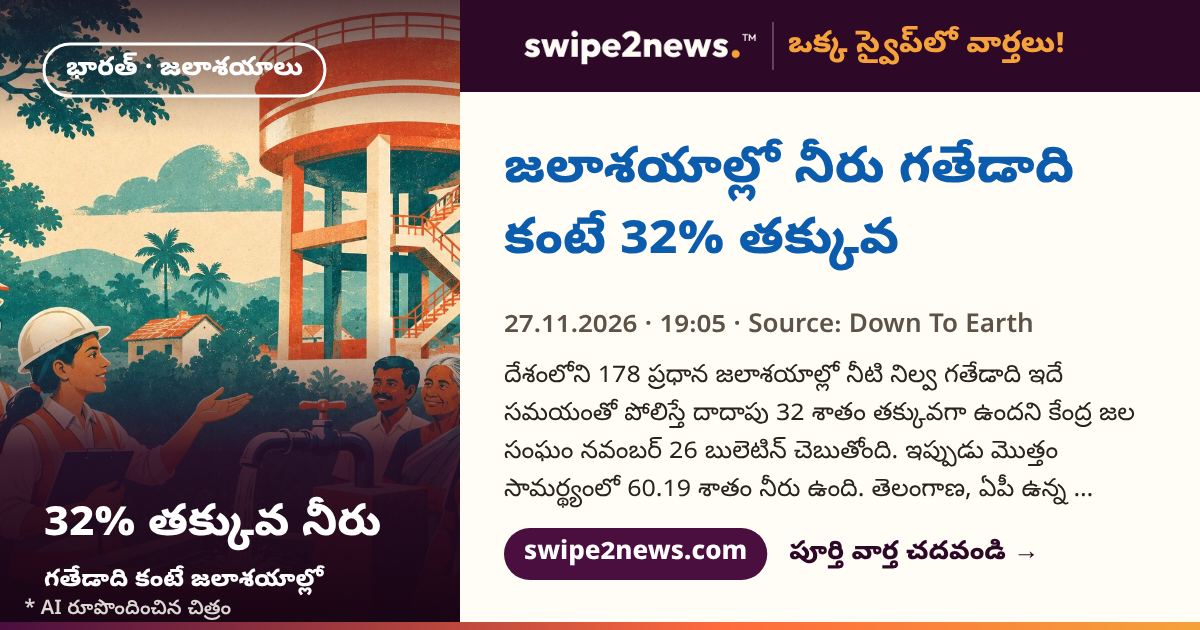 భారత్ · జలాశయాలు
32% తక్కువ నీరు
గతేడాది కంటే జలాశయాల్లో
* AI రూపొందించిన చిత్రం
swipe2news.™ ఒక్క స్వైప్‌లో వార్తలు!
జలాశయాల్లో నీరు గతేడాది
కంటే 32% తక్కువ
27.11.2026 · 19:05 · Source: Down To Earth
దేశంలోని 178 ప్రధాన జలాశయాల్లో నీటి నిల్వ గతేడాది ఇదే
సమయంతో పోలిస్తే దాదాపు 32 శాతం తక్కువగా ఉందని కేంద్ర జల
సంఘం నవంబర్ 26 బులెటిన్ చెబుతోంది. ఇప్పుడు మొత్తం
సామర్థ్యంలో 60.19 శాతం నీరు ఉంది. తెలంగాణ, ఏపీ ఉన్న ...
swipe2news.com పూర్తి వార్త చదవండి →